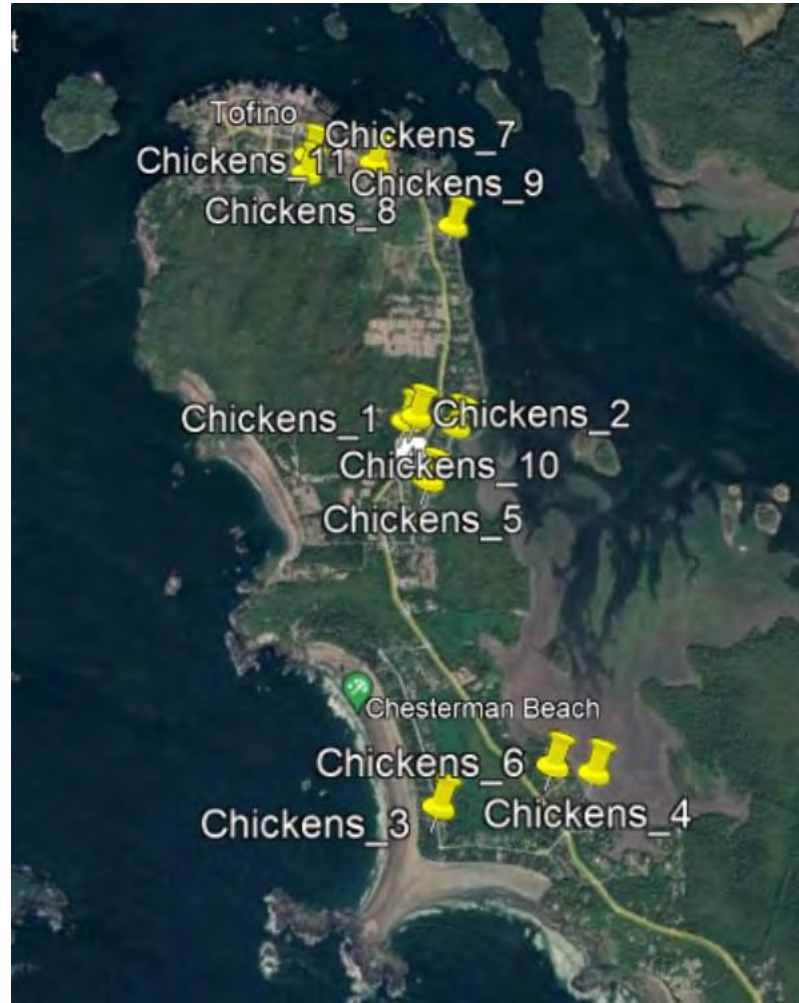 t
Tofino
Chickens_7
Chickens_11
Chickens_9
Chickens_8
Chickens_1
Chickens_2
Chickens_10
Chickens_5
Chesterman Beach
Chickens_6
Chickens_4
Chickens_3